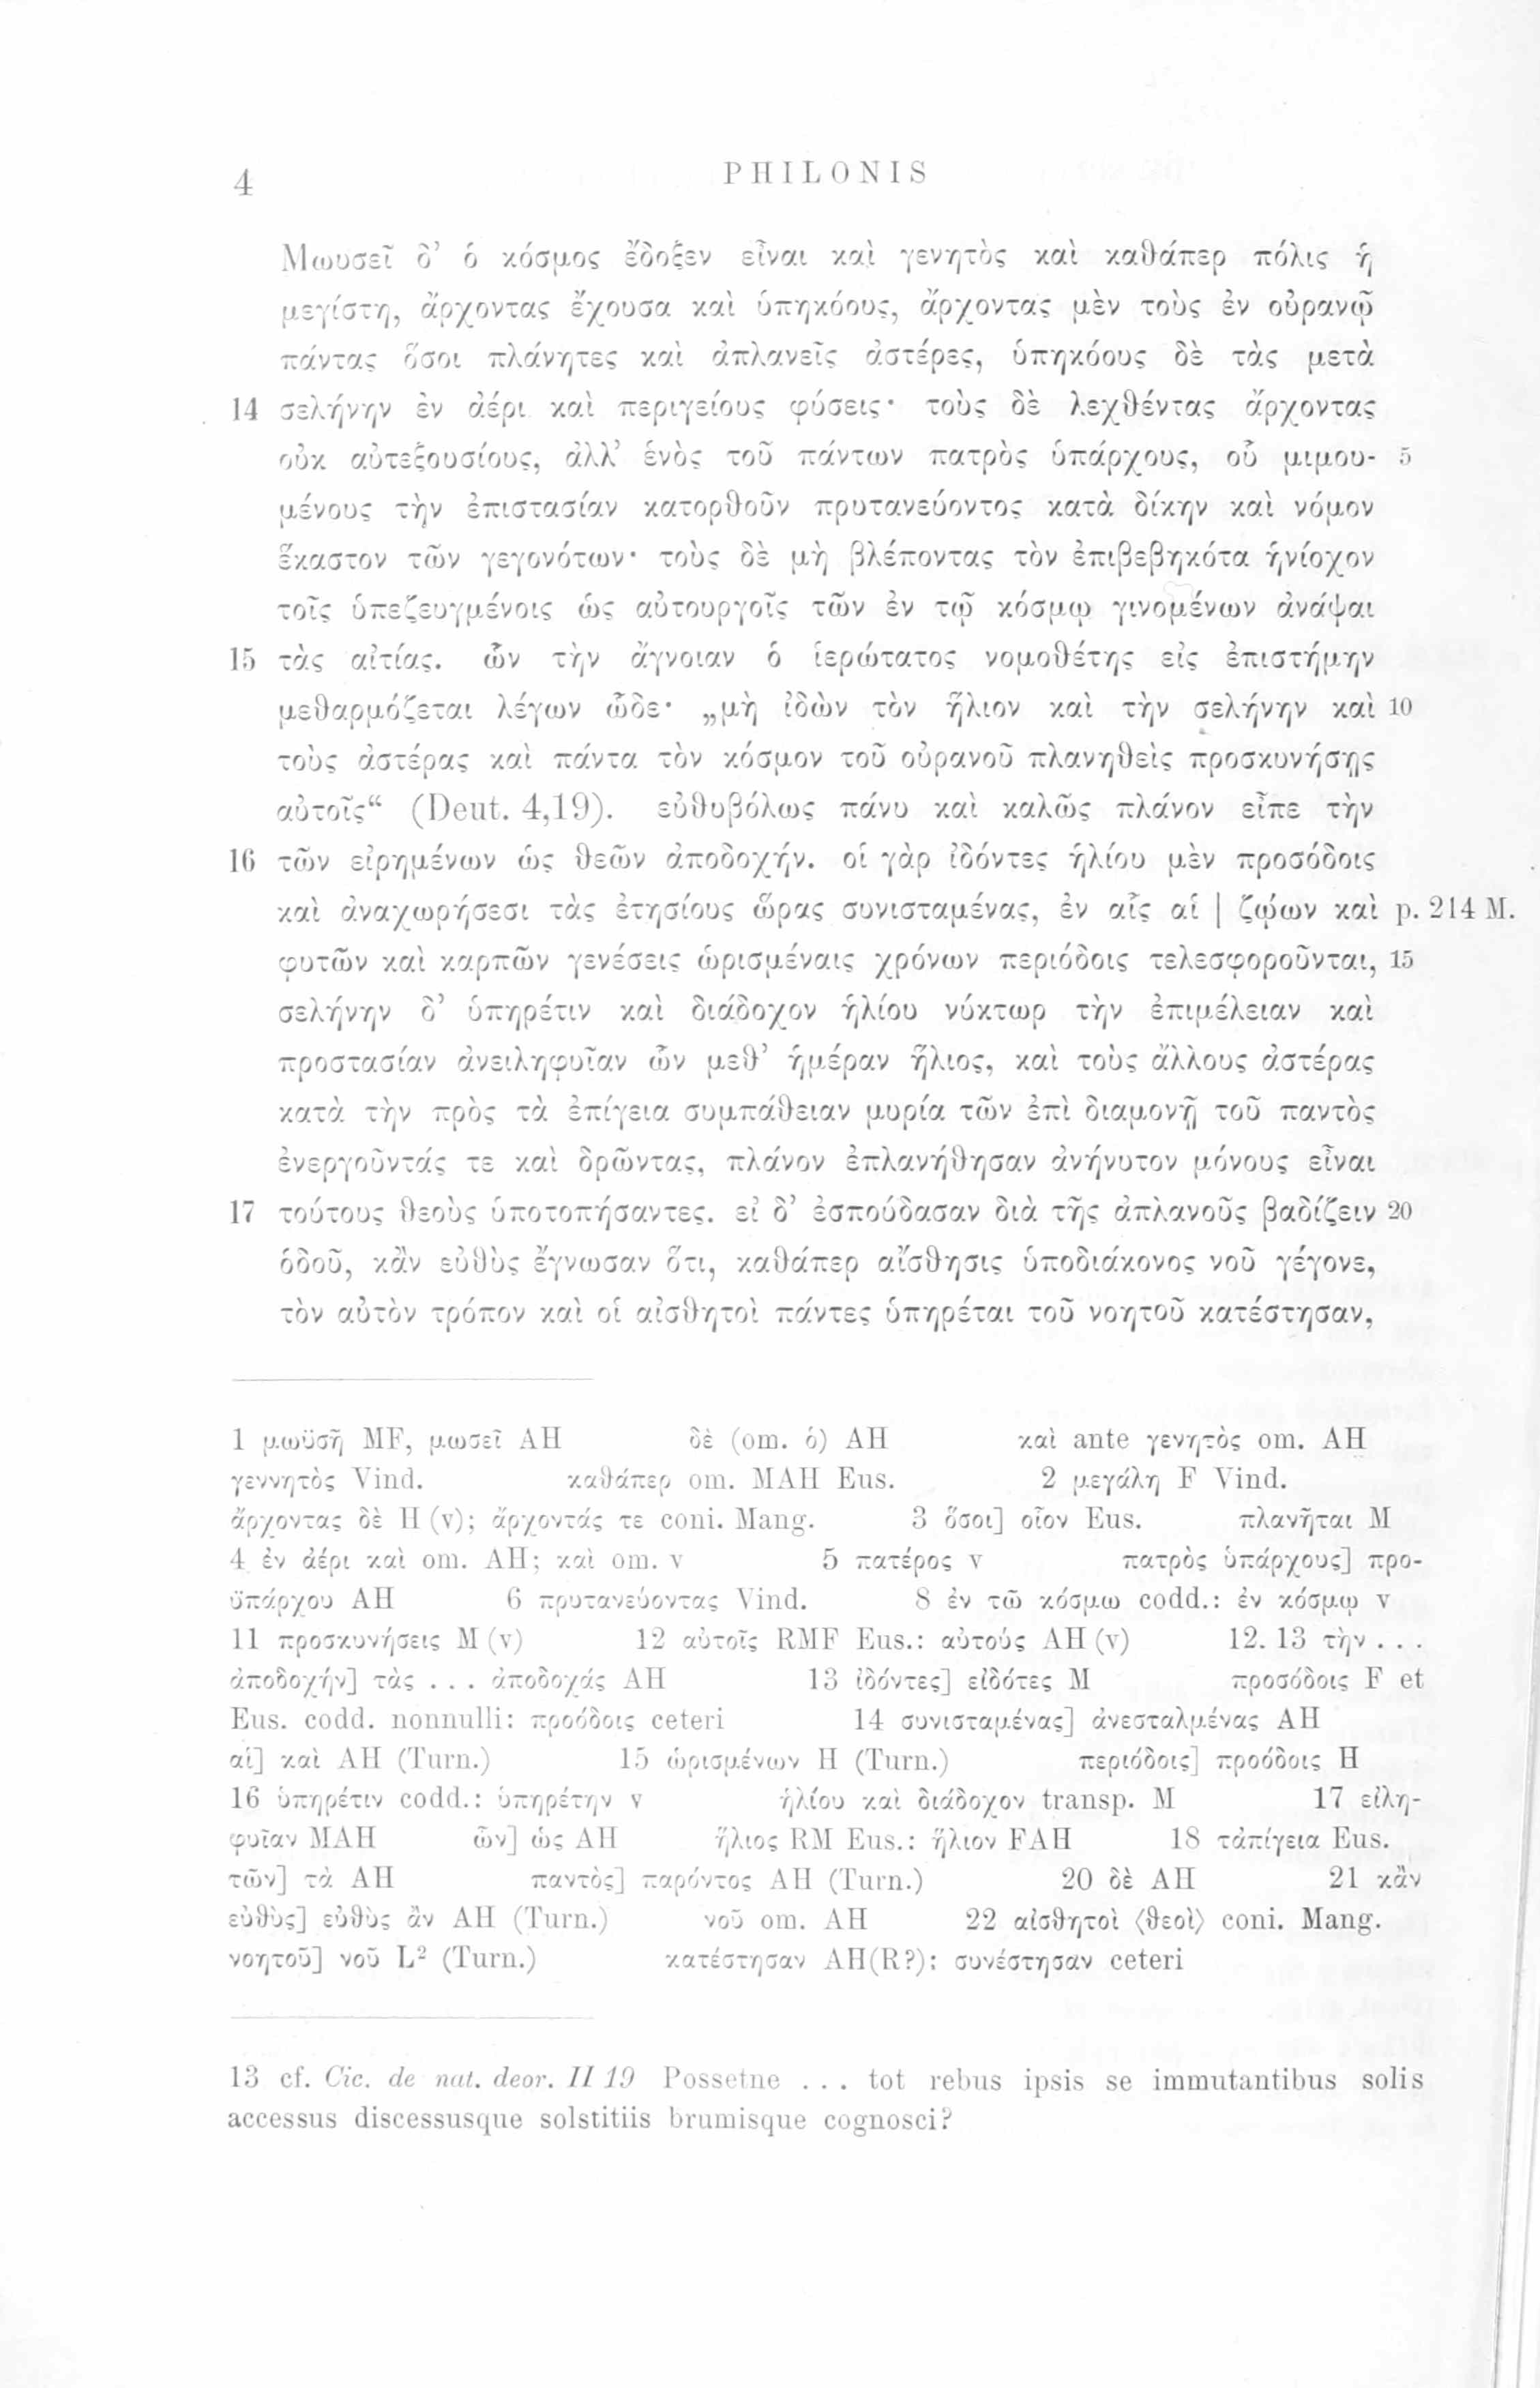 4
PHILONIS
Μωυσεῖ δ’ ὁ κόσμος ἔδοξεν εἶναι καὶ γενητὸς καὶ καθάπερ πόλις ἡ
μεγίστη, ἄρχοντας ἔχουσα καὶ ὑπηκόους, ἄρχοντας μὲν τοὺς ἐν οὐρανῷ
πάντας ὅσοι πλάνητες καὶ ἀπλανεῖς ἀστέρες, ὑπηκόους δὲ τὰς μετὰ
14 σελήνην ἐν ἀέρι καὶ περιγείους φύσεις· τοὺς δὲ λεχθέντας ἄρχοντας
οὐκ αὐτεξουσίους, ἀλλ’ ἑνὸς τοῦ πάντων πατρὸς ὑπάρχους, οὗ μιμου- 5
μένους τὴν ἐπιστασίαν κατορθοῦν πρυτανεύοντος κατὰ δίκην καὶ νόμον
ἕκαστον τῶν γεγονότων· τοὺς δὲ μὴ βλέποντας τὸν ἐπιβεβηκότα ἡνίοχον
τοῖς ὑπεζευγμένοις ὡς αὐτουργοῖς τῶν ἐν τῷ κόσμῳ γινομένων ἀνάψαι
15 τὰς αἰτίας. ὧν τὴν ἄγνοιαν ὁ ἱερώτατος νομοθέτης εἰς ἐπιστήμην
μεθαρμόζεται λέγων ὧδε· „μὴ ἰδὼν τὸν ἥλιον καὶ τὴν σελήνην καὶ 10
τοὺς ἀστέρας καὶ πάντα τὸν κόσμον τοῦ οὐρανοῦ πλανηθεὶς προσκυνήσῃς
αὐτοῖς“ (Deut. 4,19). εὐθυβόλως πάνυ καὶ καλῶς πλάνον εἶπε τὴν
16 τῶν εἰρημένων ὡς θεῶν ἀποδοχήν. οἱ γὰρ ἰδόντες ἡλίου μὲν προσόδοις
καὶ ἀναχωρήσεσι τὰς ἐτησίους ὥρας συνισταμένας, ἐν αἷς αἱ | ζῴων καὶ p. 214 M.
φυτῶν καὶ καρπῶν γενέσεις ὡρισμέναις χρόνων περιόδοις τελεσφοροῦνται, 15
σελήνην δ’ ὑπηρέτιν καὶ διάδοχον ἡλίου νύκτωρ τὴν ἐπιμέλειαν καὶ
προστασίαν ἀνειληφυῖαν ὧν μεθ’ ἡμέραν ἥλιος, καὶ τοὺς ἄλλους ἀστέρας
κατὰ τὴν πρὸς τὰ ἐπίγεια συμπάθειαν μυρία τῶν ἐπὶ διαμονῇ τοῦ παντὸς
ἐνεργοῦντάς τε καὶ δρῶντας, πλάνον ἐπλανήθησαν ἀνήνυτον μόνους εἶναι
17 τούτους θεοὺς ὑποτοπήσαντες. εἰ δ’ ἐσπούδασαν διὰ τῆς ἀπλανοῦς βαδίζειν 20
ὁδοῦ, κἂν εὐθὺς ἔγνωσαν ὅτι, καθάπερ αἴσθησις ὑποδιάκονος νοῦ γέγονε,
τὸν αὐτὸν τρόπον καὶ οἱ αἰσθητοὶ πάντες ὑπηρέται τοῦ νοητοῦ κατέστησαν,
1 μωϋσῆ MF, μωσεῖ AH δὲ (om. ὁ) AH καὶ ante γενητὸς om. AH
γεννητὸς Vind. καθάπερ om. MAH Eus. 2 μεγάλη F Vind.
ἄρχοντας δὲ H (v); ἄρχοντάς τε coni. Mang. 3 ὅσοι] οἷον Eus. πλανῆται M
4 ἐν ἀέρι καὶ om. AH; καὶ om. v 5 πατέρος v πατρὸς ὑπάρχους] προ-
ϋπάρχου AH 6 πρυτανεύοντας Vind. 8 ἐν τῶ κόσμω codd.: ἐν κόσμῳ v
11 προσκυνήσεις M (v) 12 αὐτοῖς RMF Eus.: αὐτούς AH (v) 12. 13 τὴν . . .
ἀποδοχήν] τὰς . . . ἀποδοχάς AH 13 ἰδόντες] εἰδότες M προσόδοις F et
Eus. codd. nonnulli: προόδοις ceteri 14 συνισταμένας] ἀνεσταλμένας AH
αἱ] καὶ AH (Turn.) 15 ὡρισμένων H (Turn.) περιόδοις] προόδοις H
16 ὑπηρέτιν codd.: ὑπηρέτην v ἡλίου καὶ διάδοχον transp. M 17 εἰλη-
φυῖαν MAH ὧν] ὡς AH ἥλιος RM Eus.: ἥλιον FAH 18 τἀπίγεια Eus.
τῶν] τὰ AH παντὸς] παρόντος AH (Turn.) 20 δὲ AH 21 κἂν
εὐθὺς] εὐθὺς ἂν AH (Turn.) νοῦ om. AH 22 αἰσθητοὶ ⟨θεοὶ⟩ coni. Mang.
νοητοῦ] νοῦ L² (Turn.) κατέστησαν AH(R?): συνέστησαν ceteri
13 cf. Cic. de nat. deor. II 19 Possetne . . . tot rebus ipsis se immutantibus solis
accessus discessusque solstitiis brumisque cognosci?